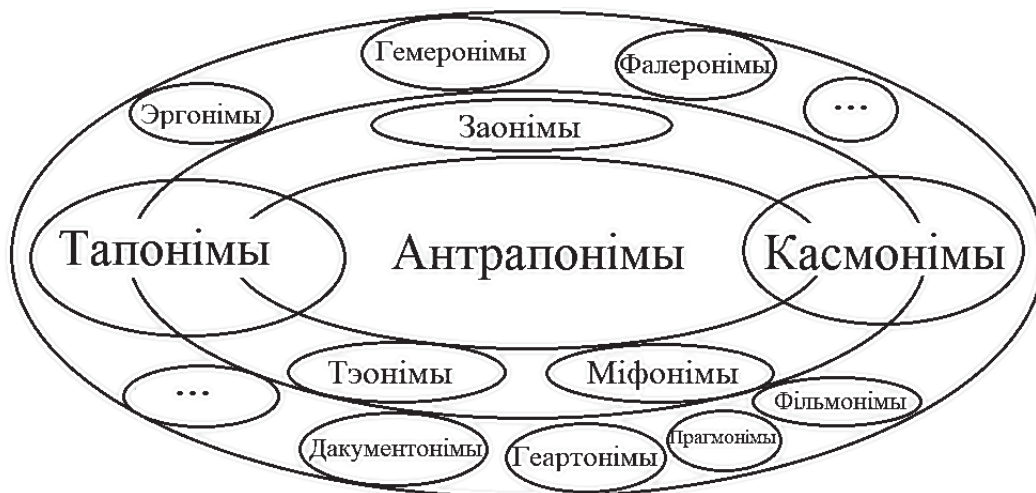 Гемеронімы
Фалеронімы
Эргонімы
...
Заонімы
Тапонімы
Антрапонімы
Касмонімы
Тэонімы
Міфонімы
...
Фільмонімы
Дакументонімы
Геартонімы
Прагмонімы